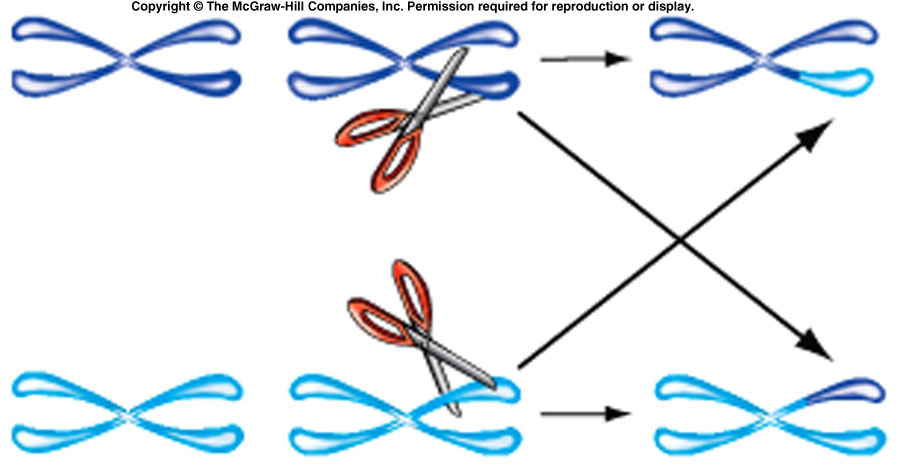 Copyright © The McGraw-Hill Companies, Inc. Permission required for reproduction or display.